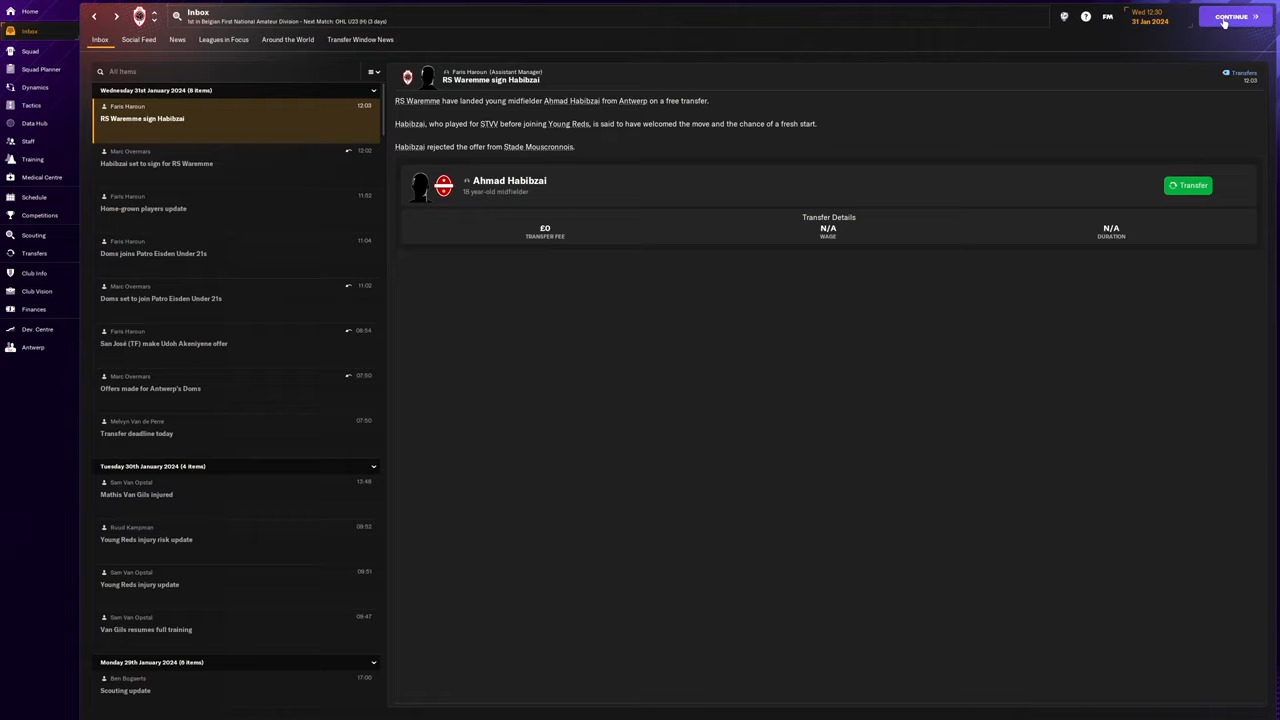 Home
Inbox
Squad
Squad Planner
Dynamics
Tactics
Data Hub
Staff
Training
Medical Centre
Schedule
Competitions
Scouting
Transfers
Club Info
Club Vision
Finances
Dev. Centre
Antwerp
Inbox
1st in Belgian First National Amateur Division - Next Match: OHL U23 (H) (3 days)
FM
Wed 12:30
31 Jan 2024
CONTINUE
Inbox
Social Feed
News
Leagues in Focus
Around the World
Transfer Window News
All Items
Wednesday 31st January 2024 (8 items)
Faris Haroun
12:03
RS Waremme sign Habibzai
Marc Overmars
12:02
Habibzai set to sign for RS Waremme
Faris Haroun
11:52
Home-grown players update
Faris Haroun
11:04
Doms joins Patro Eisden Under 21s
Marc Overmars
11:02
Doms set to join Patro Eisden Under 21s
Faris Haroun
08:54
San José (TF) make Udoh Akeniyene offer
Marc Overmars
07:50
Offers made for Antwerp's Doms
Melvyn Van de Perre
07:50
Transfer deadline today
Tuesday 30th January 2024 (4 items)
Sam Van Opstal
13:48
Mathis Van Gils injured
Ruud Kampman
09:52
Young Reds injury risk update
Sam Van Opstal
09:51
Young Reds injury update
Sam Van Opstal
09:47
Van Gils resumes full training
Monday 29th January 2024 (6 items)
Ben Bogaerts
17:00
Scouting update
Faris Haroun (Assistant Manager)
RS Waremme sign Habibzai
Transfers
12:03
RS Waremme have landed young midfielder Ahmad Habibzai from Antwerp on a free transfer.
Habibzai, who played for STVV before joining Young Reds, is said to have welcomed the move and the chance of a fresh start.
Habibzai rejected the offer from Stade Mouscronnois.
Ahmad Habibzai
18 year-old midfielder
Transfer
Transfer Details
£0
TRANSFER FEE
N/A
WAGE
N/A
DURATION